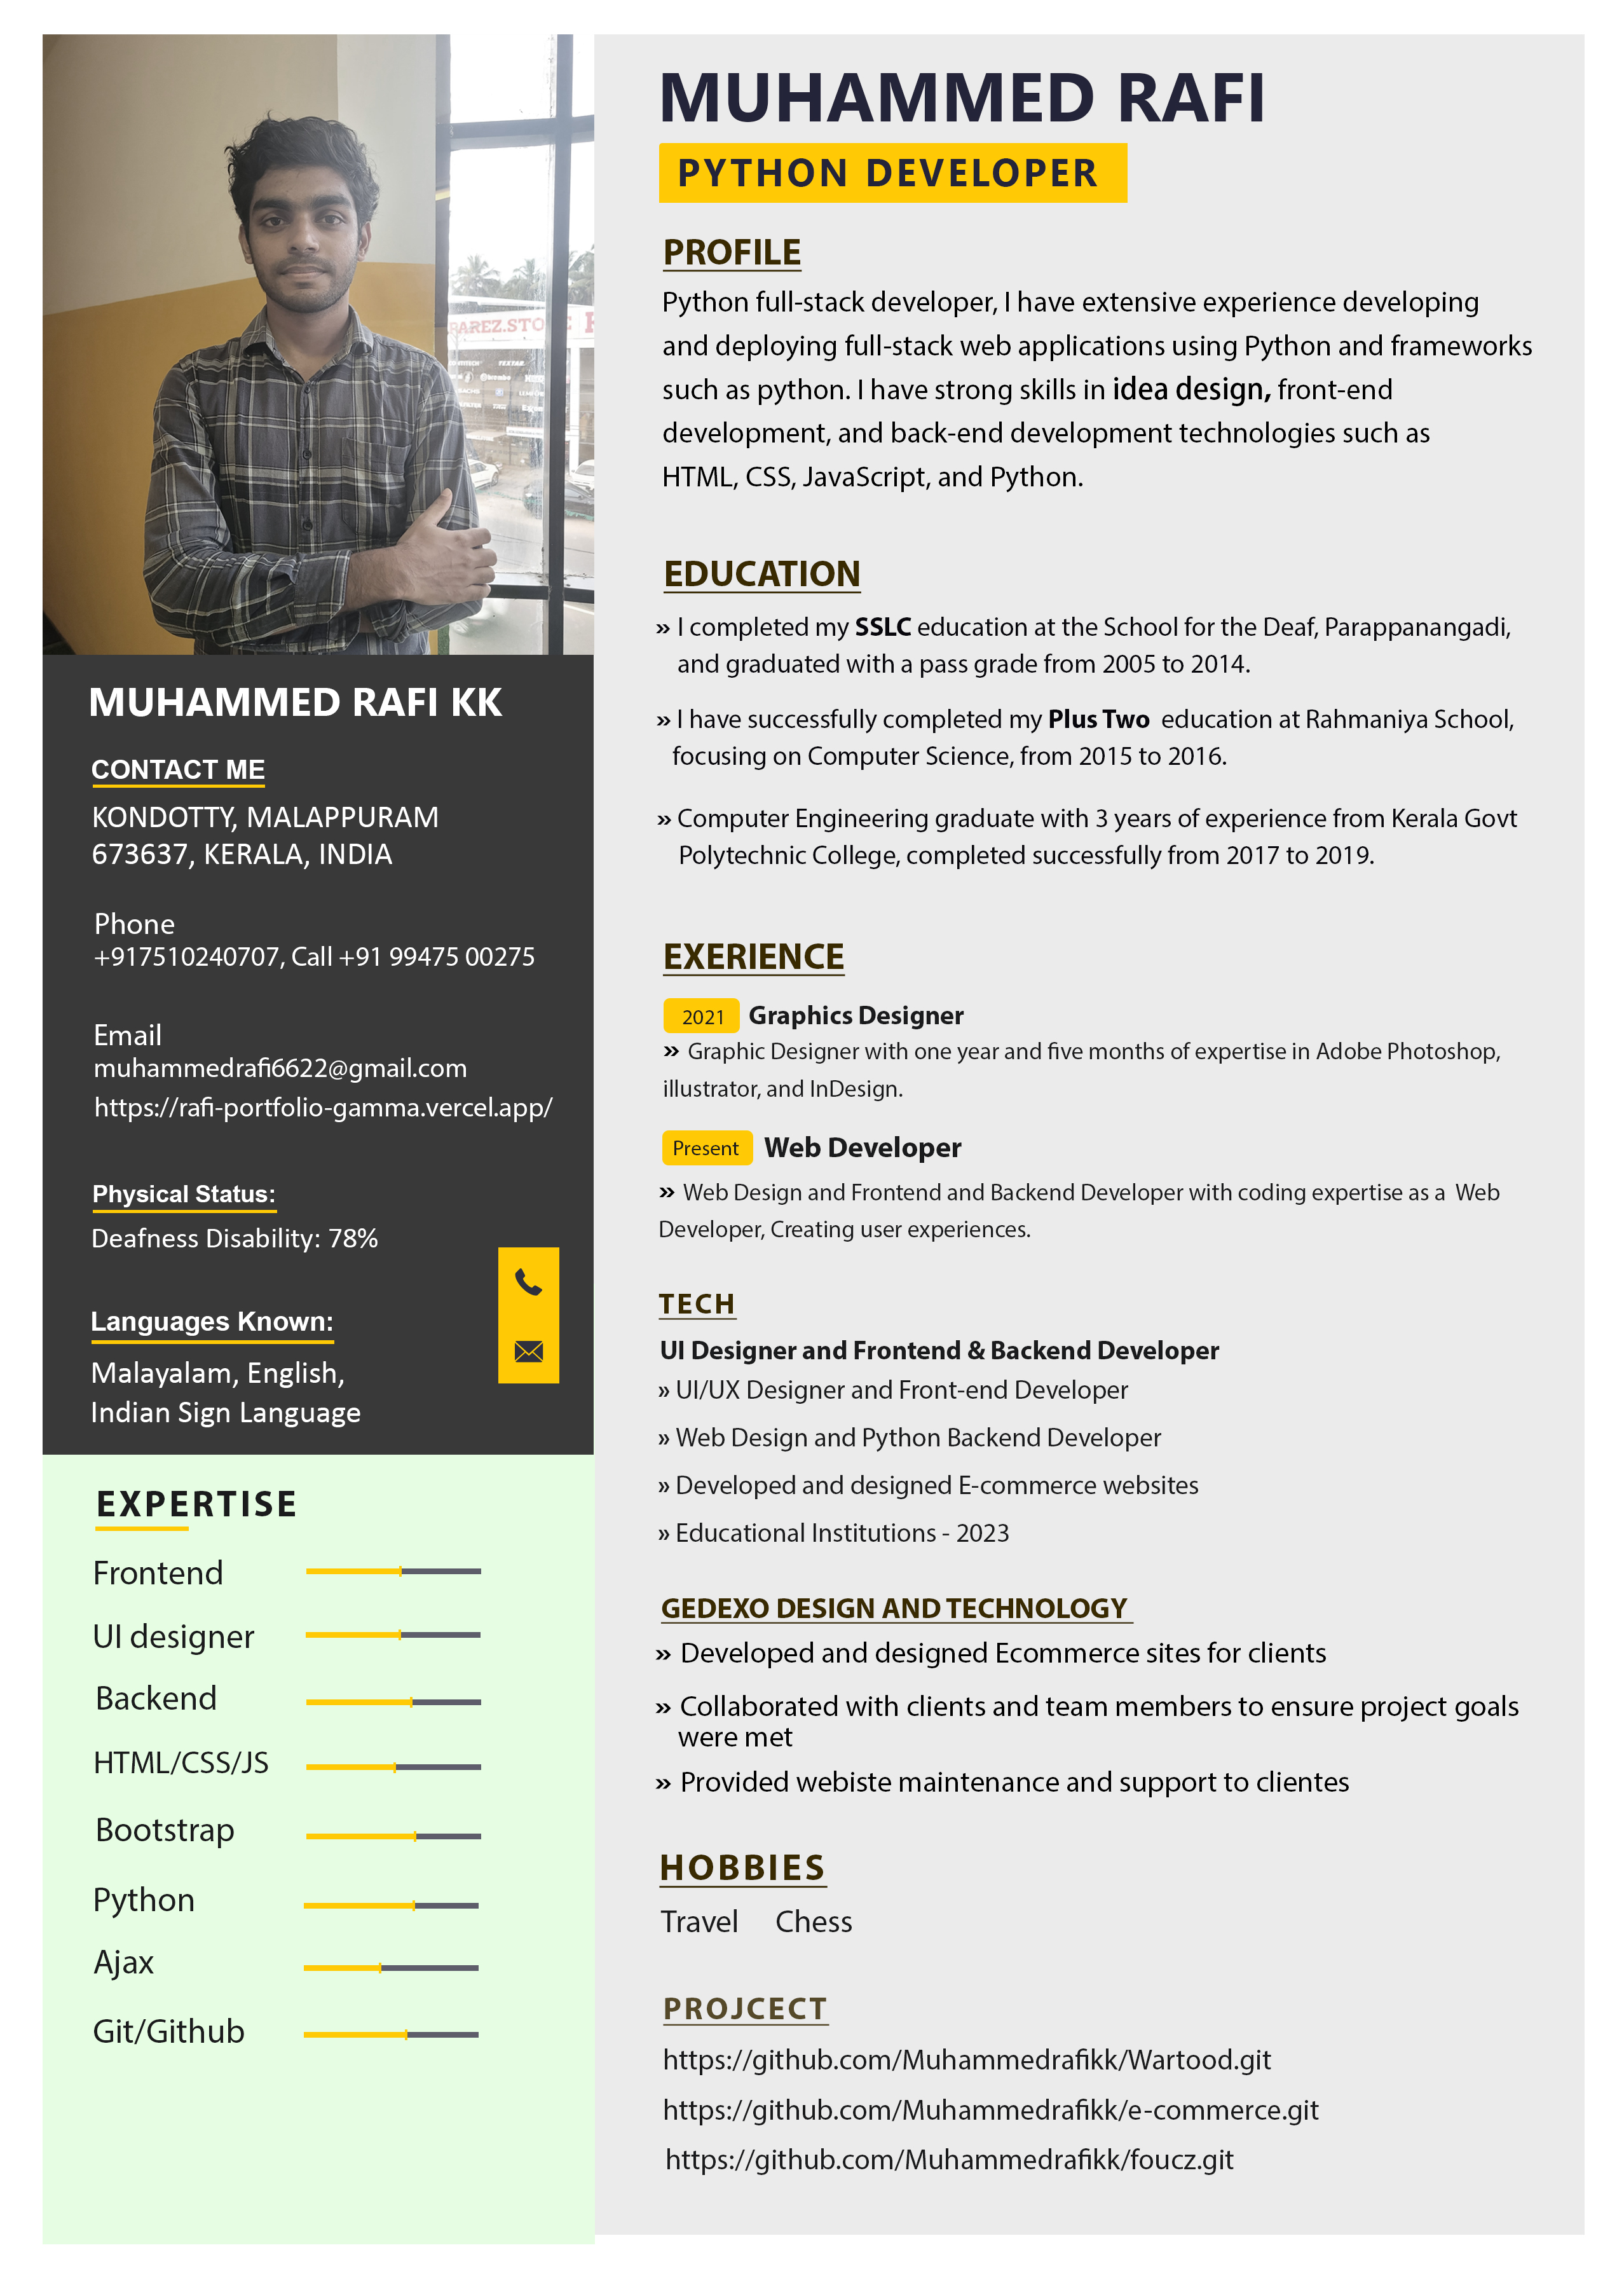 PAREZ.STO
MUHAMMED RAFI KK
CONTACT ME
KONDOTTY, MALAPPURAM
673637, KERALA, INDIA
Phone
+917510240707, Call +91 99475 00275
Email
muhammedrafi6622@gmail.com
https://rafi-portfolio-gamma.vercel.app/
Physical Status:
Deafness Disability: 78%
Languages Known:
Malayalam, English,
Indian Sign Language
EXPERTISE
Frontend
UI designer
Backend
HTML/CSS/JS
Bootstrap
Python
Ajax
Git/Github
MUHAMMED RAFI
PYTHON DEVELOPER
PROFILE
Python full-stack developer, I have extensive experience developing
and deploying full-stack web applications using Python and frameworks
such as python. I have strong skills in idea design, front-end
development, and back-end development technologies such as
HTML, CSS, JavaScript, and Python.
EDUCATION
» I completed my SSLC education at the School for the Deaf, Parappanangadi,
and graduated with a pass grade from 2005 to 2014.
» I have successfully completed my Plus Two education at Rahmaniya School,
focusing on Computer Science, from 2015 to 2016.
» Computer Engineering graduate with 3 years of experience from Kerala Govt
Polytechnic College, completed successfully from 2017 to 2019.
EXERIENCE
2021 Graphics Designer
» Graphic Designer with one year and five months of expertise in Adobe Photoshop,
illustrator, and InDesign.
Present Web Developer
» Web Design and Frontend and Backend Developer with coding expertise as a Web
Developer, Creating user experiences.
TECH
UI Designer and Frontend & Backend Developer
» UI/UX Designer and Front-end Developer
» Web Design and Python Backend Developer
» Developed and designed E-commerce websites
» Educational Institutions - 2023
GEDEXO DESIGN AND TECHNOLOGY
» Developed and designed Ecommerce sites for clients
» Collaborated with clients and team members to ensure project goals
were met
» Provided webiste maintenance and support to clientes
HOBBIES
Travel Chess
PROJCECT
https://github.com/Muhammedrafikk/Wartood.git
https://github.com/Muhammedrafikk/e-commerce.git
https://github.com/Muhammedrafikk/foucz.git